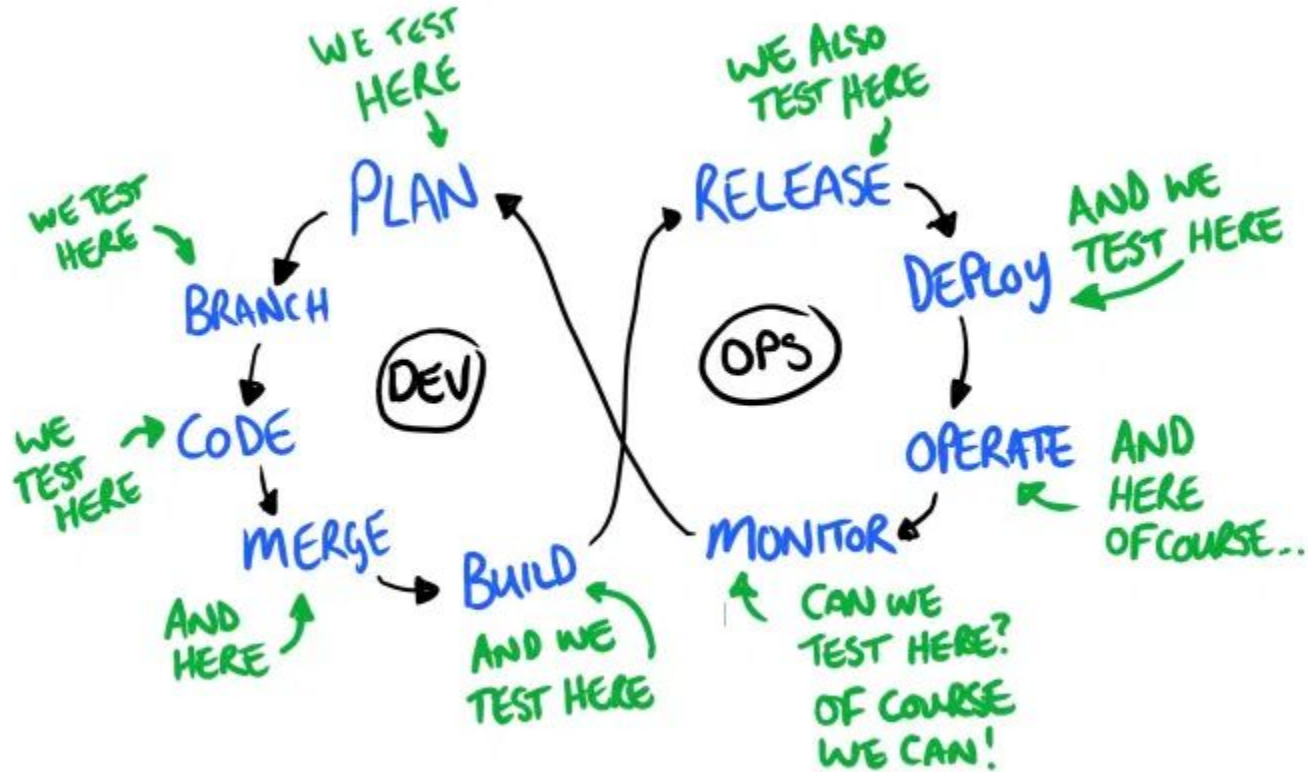 WE TEST
HERE
PLAN
WE TEST
HERE
BRANCH
DEV
WE
TEST
HERE
CODE
MERGE
AND
HERE
BUILD
AND WE
TEST HERE
WE ALSO
TEST HERE
RELEASE
AND WE
TEST HERE
DEPLOY
OPS
OPERATE
AND
HERE
OF COURSE...
MONITOR
CAN WE
TEST HERE?
OF COURSE
WE CAN!